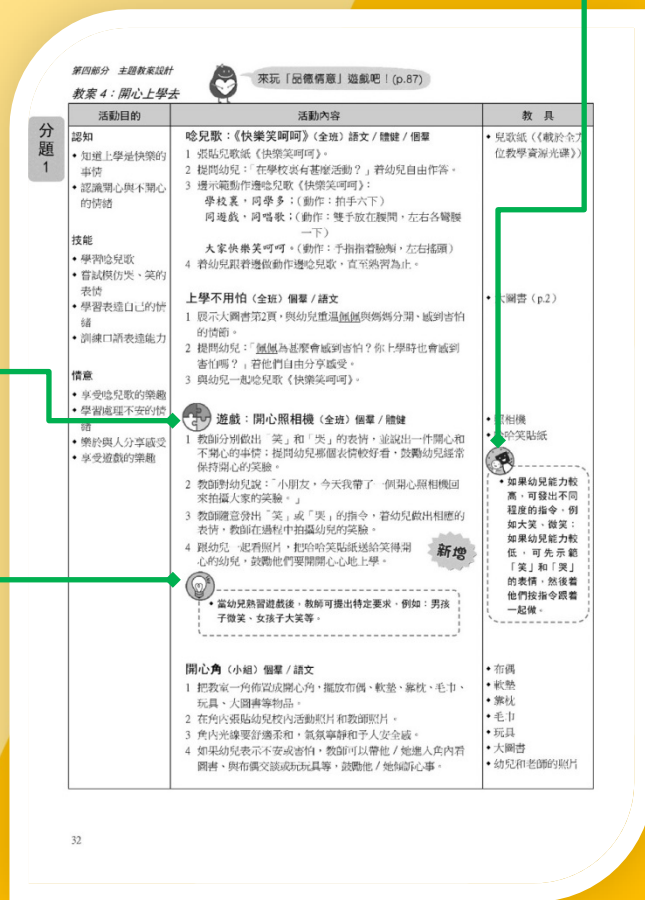 第四部分　主題教案設計
來玩「品德情意」遊戲吧！(p.87)
教案 4：開心上學去
分題1
活動目的
活動內容
教 具
認知
◆ 知道上學是快樂的
事情
◆ 認識開心與不開心
的情緒
技能
◆ 學習唸兒歌
◆ 嘗試模仿哭、笑的
表情
◆ 學習表達自己的情
緒
◆ 訓練口語表達能力
情意
◆ 享受唸兒歌的樂趣
◆ 學習處理不安的情
緒
◆ 樂於與人分享感受
◆ 享受遊戲的樂趣
唸兒歌：《快樂笑呵呵》（全班）語文 / 體健 / 個羣
1 張貼兒歌紙《快樂笑呵呵》。
2 提問幼兒：「在學校裏有甚麼活動？」着幼兒自由作答。
3 邊示範動作邊唸兒歌《快樂笑呵呵》：
學校裏，同學多；（動作：拍手六下）
同遊戲，同唱歌；（動作：雙手放在腰間，左右各彎腰
一下）
大家快樂笑呵呵。（動作：手指指着臉頰，左右搖頭）
4 着幼兒跟着邊做動作邊唸兒歌，直至熟習為止。
◆ 兒歌紙（《載於全方
位教學資源光碟》）
上學不用怕（全班）個羣 / 語文
1 展示大圖書第2頁，與幼兒重温佩佩與媽媽分開、感到害怕
的情節。
2 提問幼兒：「佩佩為甚麼會感到害怕？你上學時也會感到
害怕嗎？」着他們自由分享感受。
3 與幼兒一起唸兒歌《快樂笑呵呵》。
大圖書（p.2）
遊戲：開心照相機（全班）個羣 / 體健
1 教師分別做出「笑」和「哭」的表情，並說出一件開心和
不開心的事情；提問幼兒哪個表情較好看，鼓勵幼兒經常
保持開心的笑臉。
2 教師對幼兒說：「小朋友，今天我帶了一個開心照相機回
來拍攝大家的笑臉。」
3 教師隨意發出「笑」或「哭」的指令，着幼兒做出相應的
表情，教師在過程中拍攝幼兒的笑臉。
4 跟幼兒一起看照片，把哈哈笑貼紙送給笑得開
心的幼兒，鼓勵他們要開開心心地上學。
新增
◆ 當幼兒熟習遊戲後，教師可提出特定要求，例如：男孩
子微笑、女孩子大笑等。
照相機
哈哈笑貼紙
◆ 如果幼兒能力較
高，可發出不同
程度的指令，例
如大笑、微笑；
如果幼兒能力較
低，可先示範
「笑」和「哭」
的表情，然後着
他們按指令跟着
一起做。
開心角（小組）個羣 / 語文
1 把教室一角佈置成開心角，擺放布偶、軟墊、靠枕、毛巾、
玩具、大圖書等物品。
2 在角內張貼幼兒校內活動照片和教師照片。
3 角內光線要舒適柔和，氣氛寧靜和予人安全感。
4 如果幼兒表示不安或害怕，教師可以帶他 / 她進入角內看
圖書、與布偶交談或玩玩具等，鼓勵他 / 她傾訴心事。
◆ 布偶
◆ 軟墊
◆ 靠枕
◆ 毛巾
◆ 玩具
◆ 大圖書
◆ 幼兒和老師的照片
32